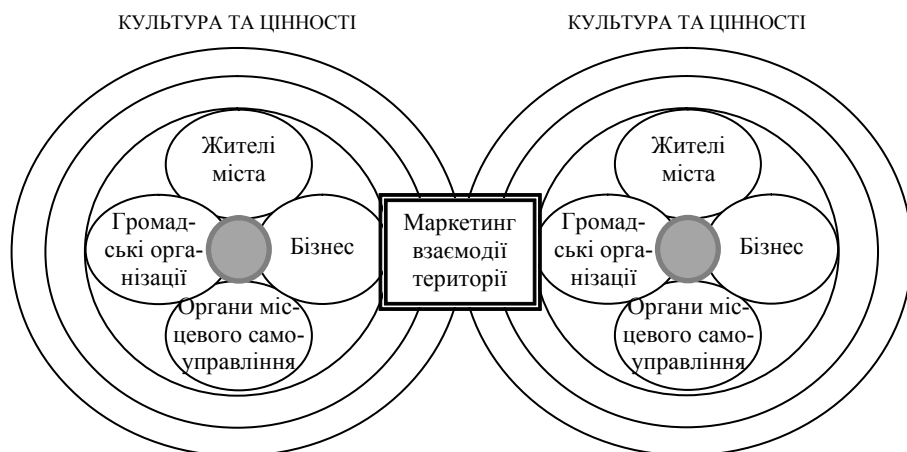 КУЛЬТУРА ТА ЦІННОСТІ
Жителі
міста
Громад-
ські орга-
нізації
Бізнес
Органи міс-
цевого само-
управління
Маркетинг
взаємодії
території
КУЛЬТУРА ТА ЦІННОСТІ
Жителі
міста
Громад-
ські орга-
нізації
Бізнес
Органи міс-
цевого само-
управління